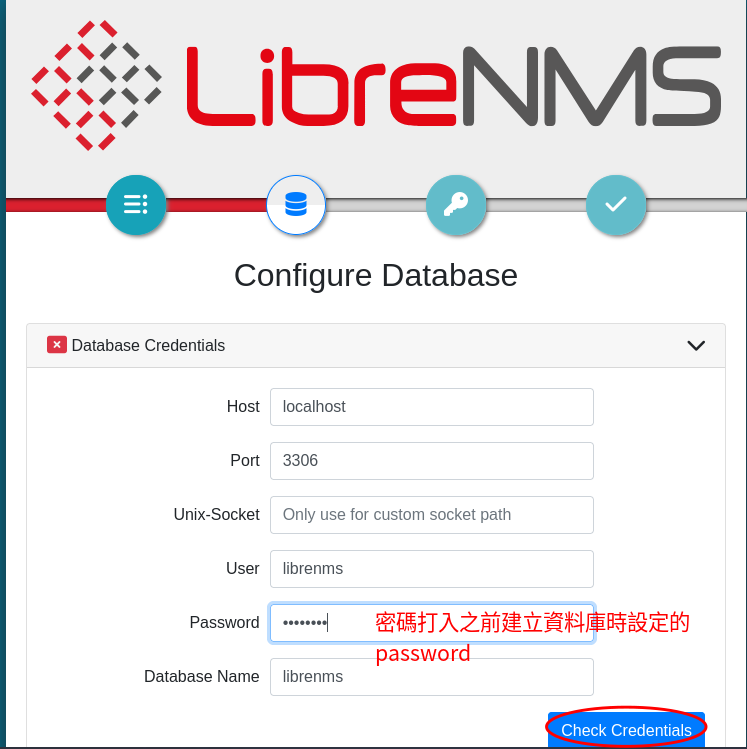 LibreNMS
Configure Database
Database Credentials
Host localhost
Port 3306
Unix-Socket Only use for custom socket path
User librenms
Password ••••••••
密碼打入之前建立資料庫時設定的
password
Database Name librenms
Check Credentials